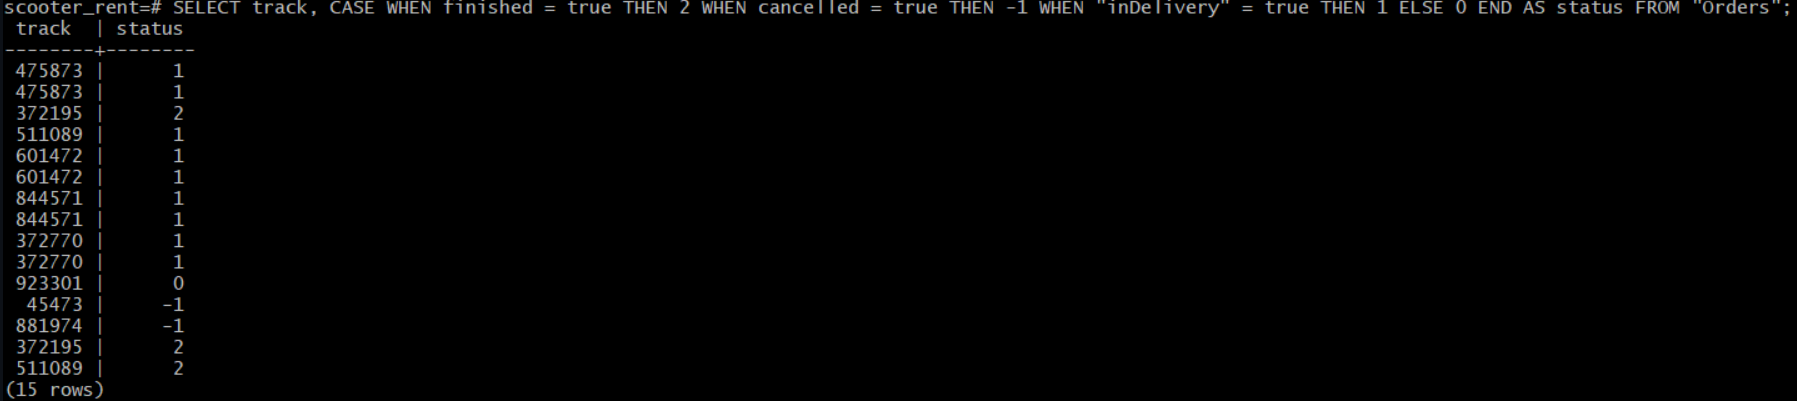 scooter_rent=# SELECT track, CASE WHEN finished = true THEN 2 WHEN cancelled = true THEN -1 WHEN "inDelivery" = true THEN 1 ELSE 0 END AS status FROM "Orders";
 track  | status
--------+--------
 475873 |      1
 475873 |      1
 372195 |      2
 511089 |      1
 601472 |      1
 601472 |      1
 844571 |      1
 844571 |      1
 372770 |      1
 372770 |      1
 923301 |      0
  45473 |     -1
 881974 |     -1
 372195 |      2
 511089 |      2
(15 rows)